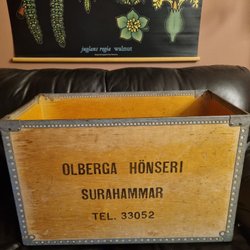 juglans regia walnut
OLBERGA HÖNSERI
SURAHAMMAR
TEL. 33052